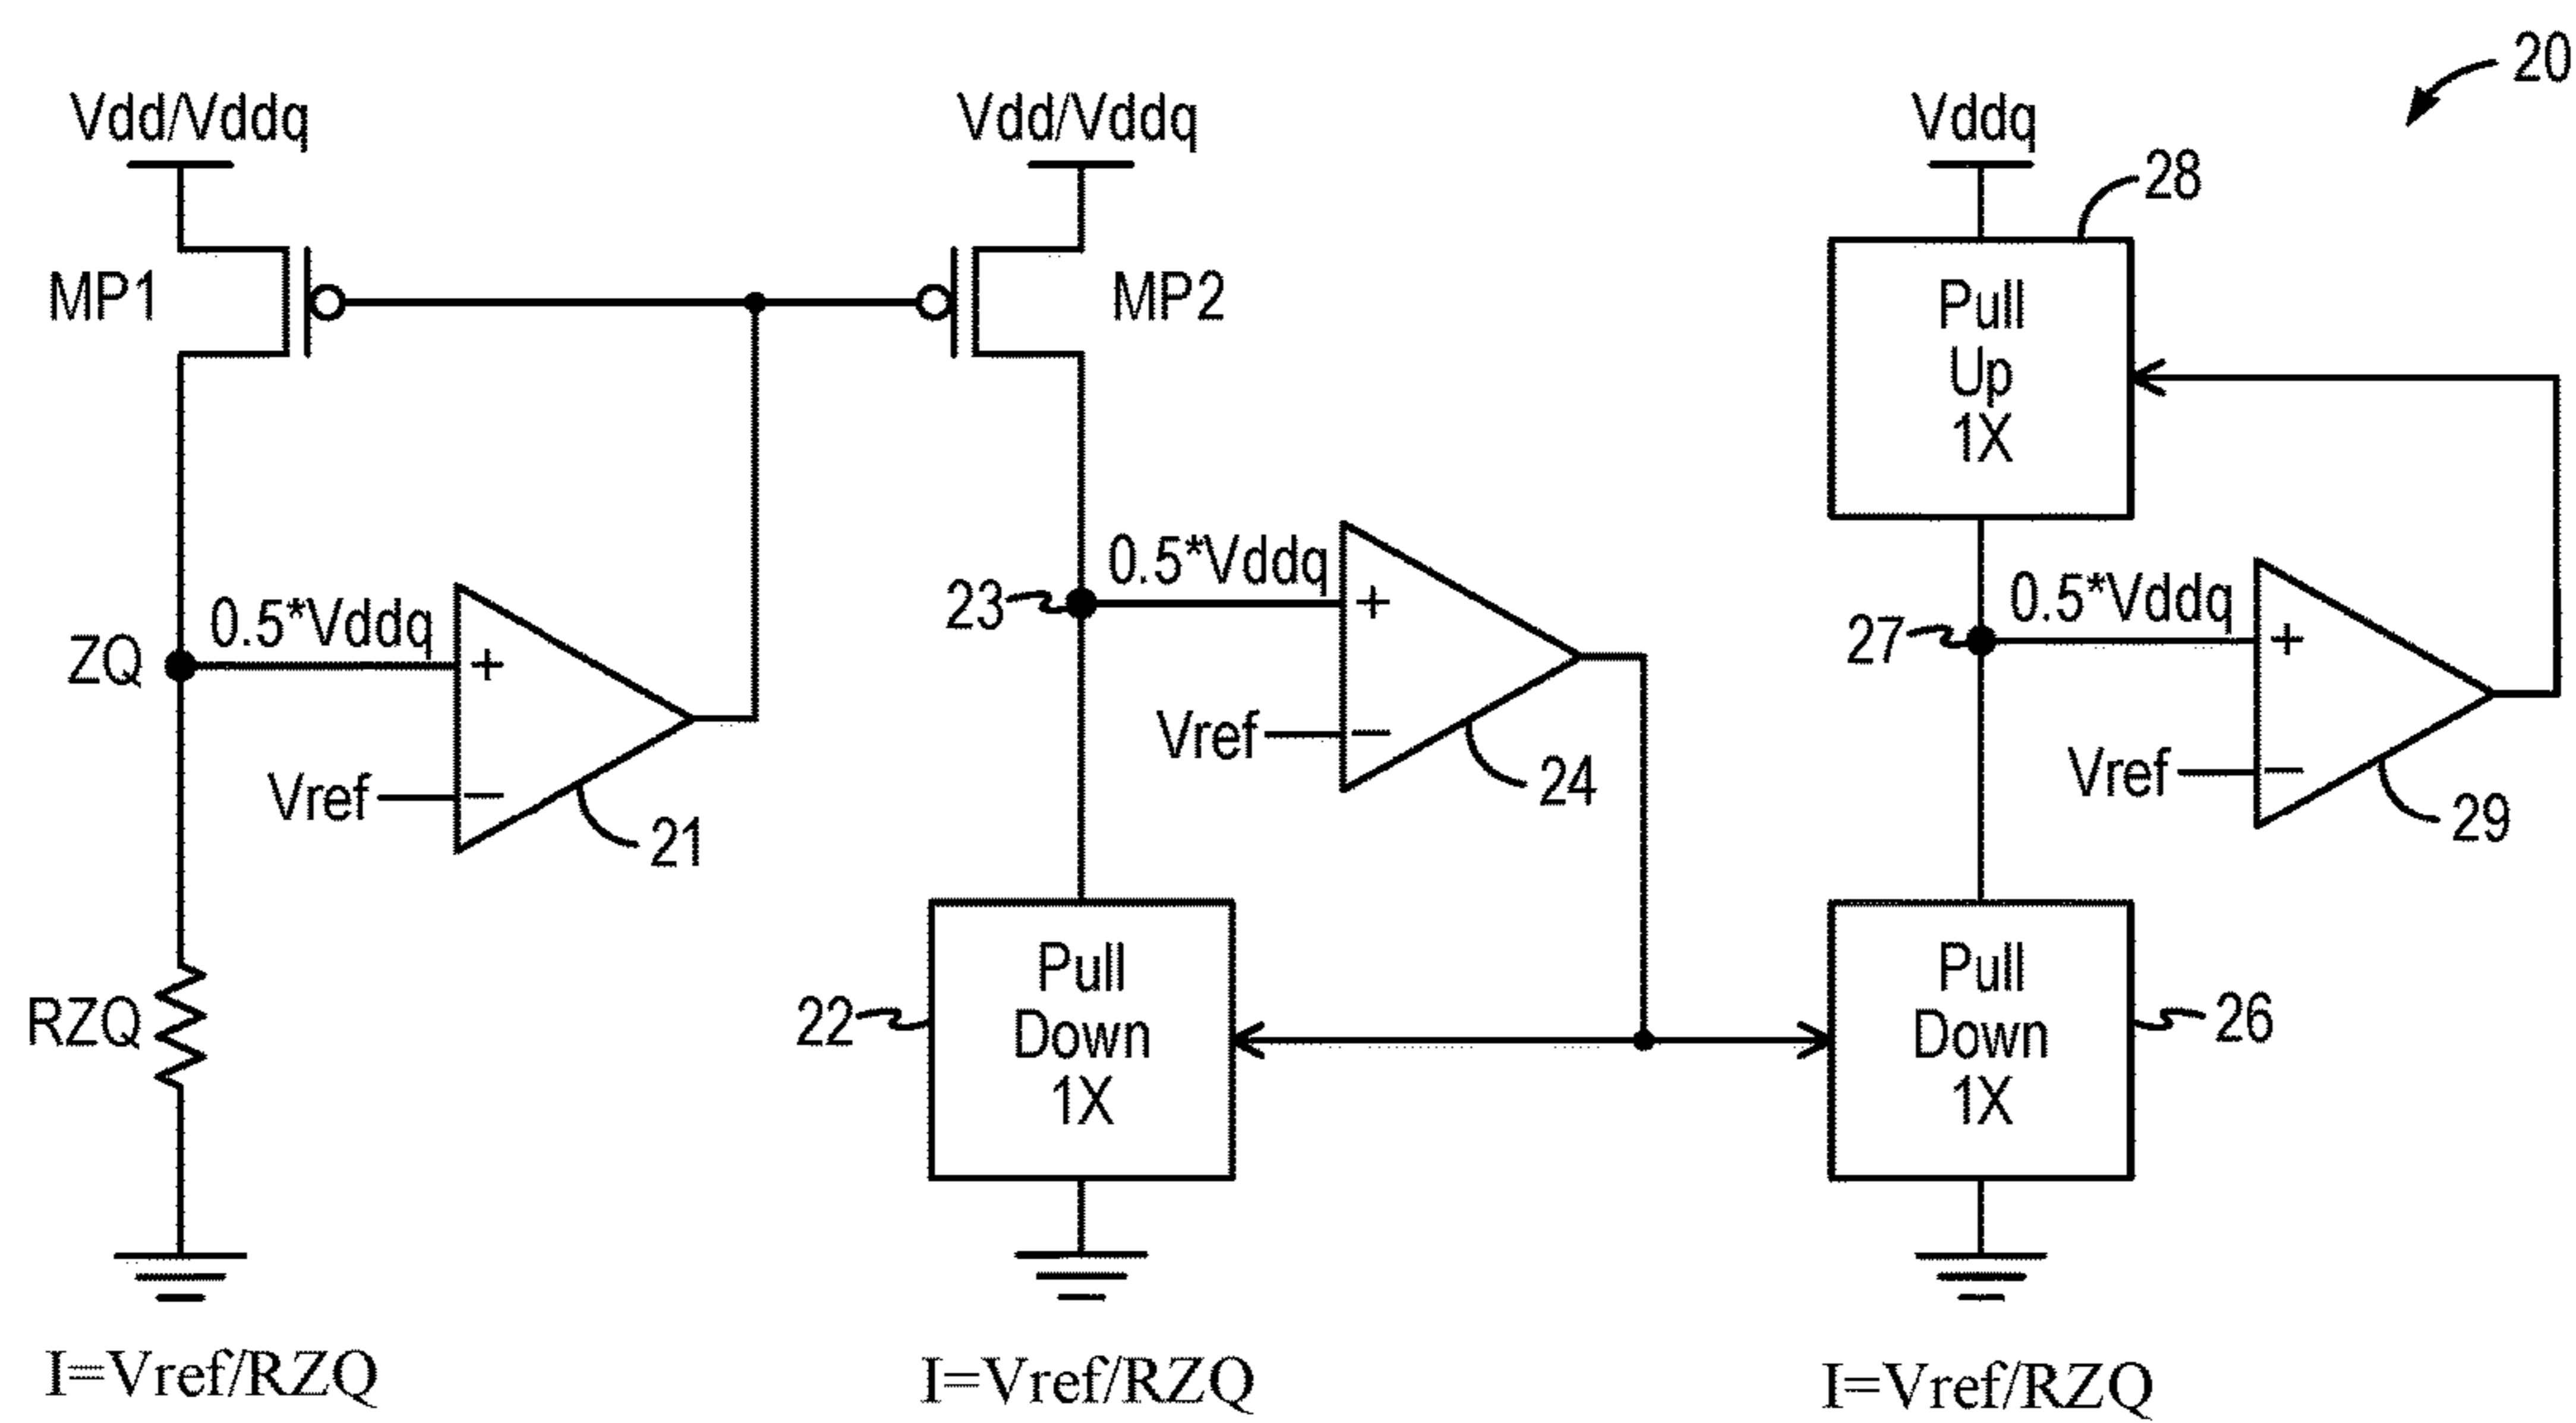 20
Vdd/Vddq
Vdd/Vddq
Vddq
28
MP1
MP2
Pull
Up
1X
0.5*Vddq
0.5*Vddq
0.5*Vddq
ZQ
+
23
+
27
+
Vref
−
21
Vref
−
24
Vref
−
29
RZQ
22
Pull
Down
1X
Pull
Down
1X
26
I=Vref/RZQ
I=Vref/RZQ
I=Vref/RZQ